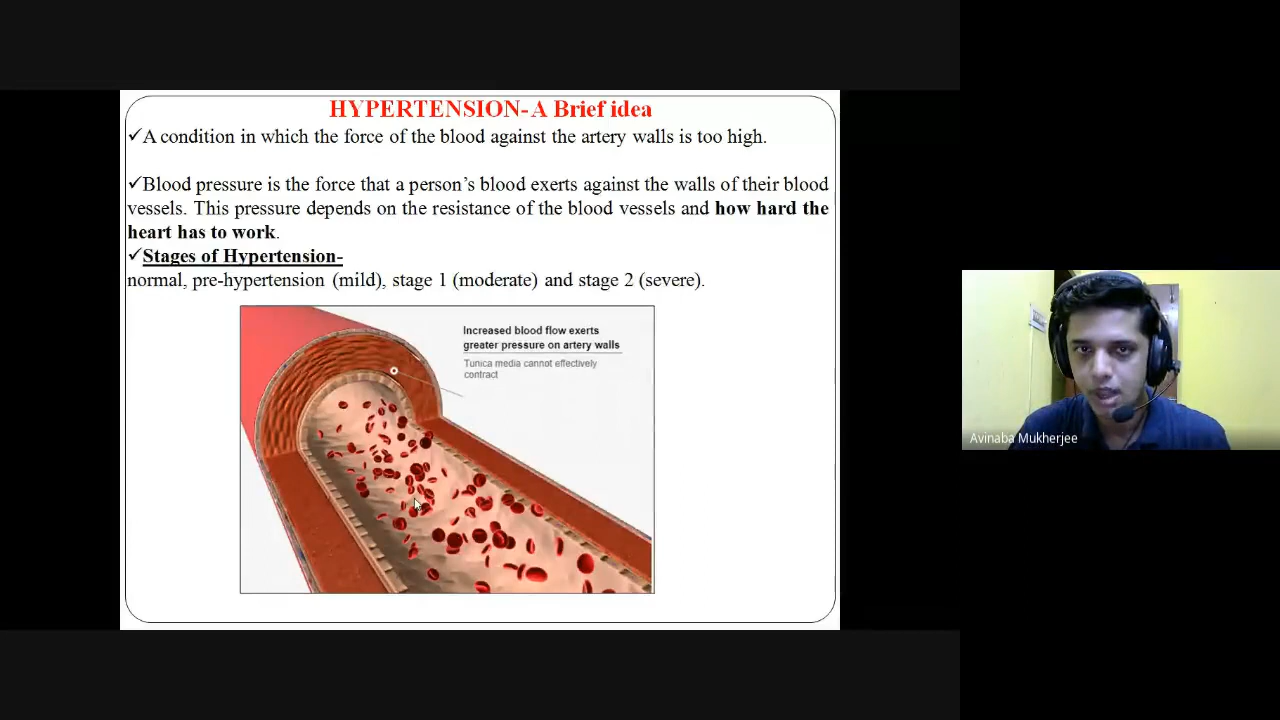 HYPERTENSION- A Brief idea
✓A condition in which the force of the blood against the artery walls is too high.
✓Blood pressure is the force that a person's blood exerts against the walls of their blood
vessels. This pressure depends on the resistance of the blood vessels and how hard the
heart has to work.
✓Stages of Hypertension-
normal, pre-hypertension (mild), stage 1 (moderate) and stage 2 (severe).
Increased blood flow exerts
greater pressure on artery walls
Tunica media cannot effectively
contract
Avinaba Mukherjee